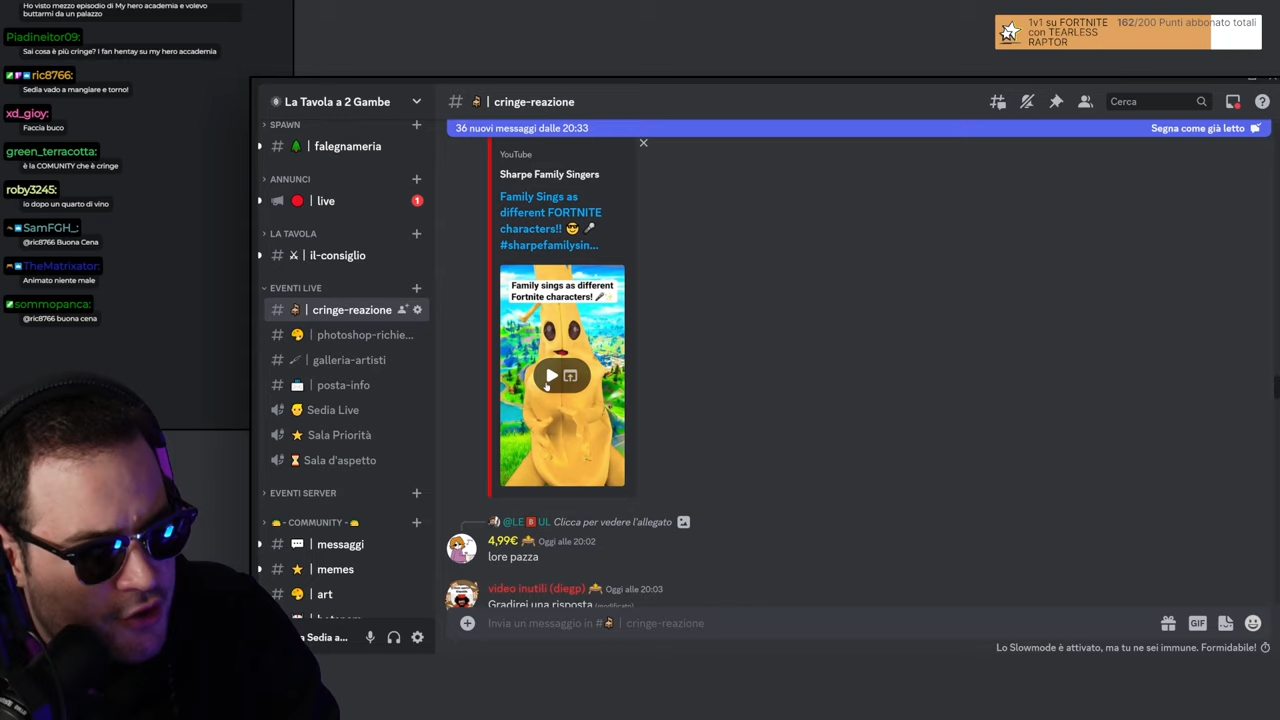 Ho visto mezzo episodio di My hero academia e volevo
buttarmi da un palazzo
Piadineitor09:
Sai cosa è più cringe? I fan hentay su my hero accademia
ric8766:
Sedia vado a mangiare e torno!
xd_gioy:
Faccia buco
green_terracotta:
è la COMUNITY che è cringe
roby3245:
io dopo un quarto di vino
SamFGH_:
@ric8766 Buona Cena
TheMatrixator:
Animato niente male
sommopanca:
@ric8766 buona cena
1v1 su FORTNITE
con TEARLESS
RAPTOR
162/200 Punti abbonato totali
La Tavola a 2 Gambe
SPAWN
| falegnameria
ANNUNCI
| live
1
LA TAVOLA
| il-consiglio
EVENTI LIVE
| cringe-reazione
| photoshop-richie...
| galleria-artisti
| posta-info
Sedia Live
Sala Priorità
Sala d'aspetto
EVENTI SERVER
- COMMUNITY -
| messaggi
| memes
| art
a Sedia a...
| cringe-reazione
Cerca
36 nuovi messaggi dalle 20:33
Segna come già letto
YouTube
Sharpe Family Singers
Family Sings as
different FORTNITE
characters!! 😎 🎤
#sharpefamilysin...
Family sings as different
Fortnite characters! 🎤✨
@LE🅱UL Clicca per vedere l'allegato
4,99€ Oggi alle 20:02
lore pazza
video inutili (diegp) Oggi alle 20:03
Gradirei una risposta (modificato)
Invia un messaggio in # | cringe-reazione
GIF
Lo Slowmode è attivato, ma tu ne sei immune. Formidabile!